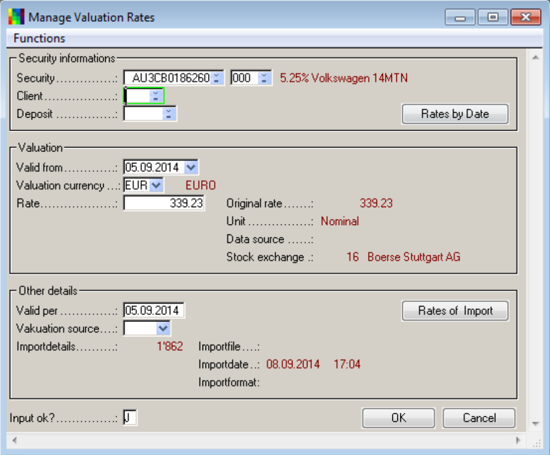 Manage Valuation Rates
Functions
Security informations
Security..............: AU3CB0186260 000 5.25% Volkswagen 14MTN
Client.................:
Deposit ..............: Rates by Date
Valuation
Valid from............: 05.09.2014
Valuation currency ...: EUR EURO
Rate..................: 339.23 Original rate......: 339.23
Unit...............: Nominal
Data source ......:
Stock exchange .: 16 Boerse Stuttgart AG
Other details
Valid per ............: 05.09.2014 Rates of Import
Vakuation source....:
Importdetails.........: 1'862 Importfile ....:
Importdate ..: 08.09.2014 17:04
Importformat:
Input ok?..............: J OK Cancel